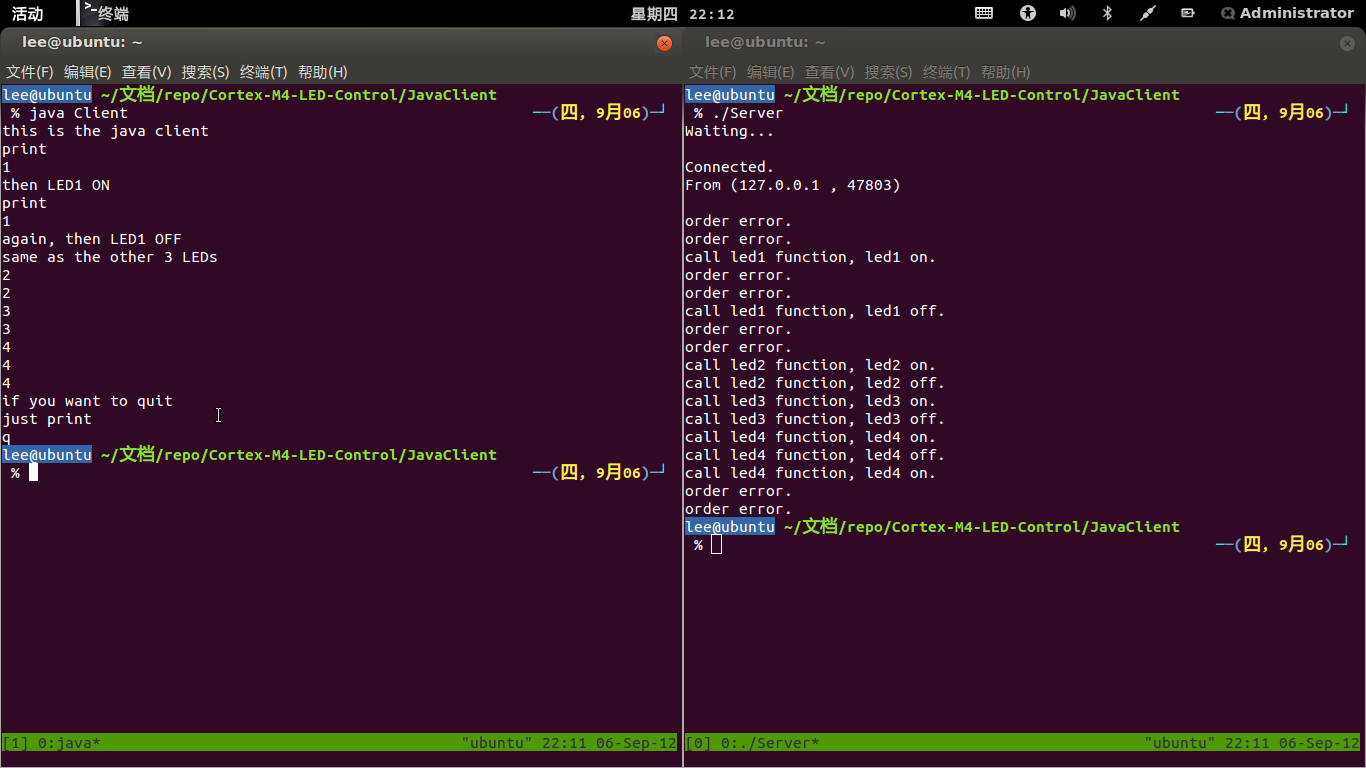 活动 终端 星期四 22:12 Administrator
lee@ubuntu: ~
文件(F) 编辑(E) 查看(V) 搜索(S) 终端(T) 帮助(H)
lee@ubuntu ~/文档/repo/Cortex-M4-LED-Control/JavaClient
% java Client ──(四, 9月06)─┘
this is the java client
print
1
then LED1 ON
print
1
again, then LED1 OFF
same as the other 3 LEDs
2
2
3
3
4
4
4
if you want to quit
just print
q
lee@ubuntu ~/文档/repo/Cortex-M4-LED-Control/JavaClient
% ──(四, 9月06)─┘
[1] 0:java* "ubuntu" 22:11 06-Sep-12
lee@ubuntu: ~
文件(F) 编辑(E) 查看(V) 搜索(S) 终端(T) 帮助(H)
lee@ubuntu ~/文档/repo/Cortex-M4-LED-Control/JavaClient
% ./Server ──(四, 9月06)─┘
Waiting...
Connected.
From (127.0.0.1 , 47803)
order error.
order error.
call led1 function, led1 on.
order error.
order error.
call led1 function, led1 off.
order error.
order error.
call led2 function, led2 on.
call led2 function, led2 off.
call led3 function, led3 on.
call led3 function, led3 off.
call led4 function, led4 on.
call led4 function, led4 off.
call led4 function, led4 on.
order error.
order error.
lee@ubuntu ~/文档/repo/Cortex-M4-LED-Control/JavaClient
% ──(四, 9月06)─┘
[0] 0:./Server* "ubuntu" 22:11 06-Sep-12